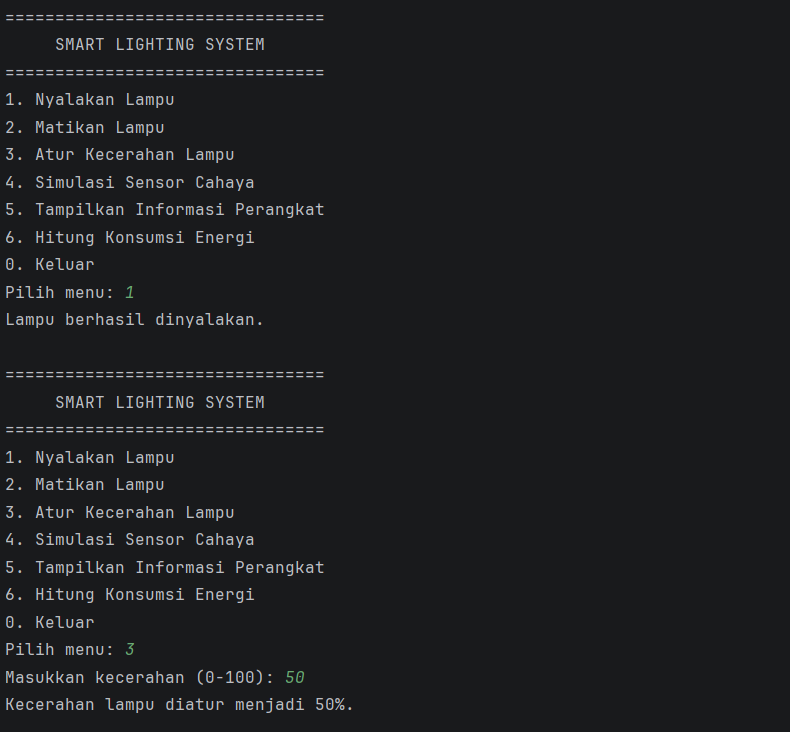 ================================
     SMART LIGHTING SYSTEM
================================
1. Nyalakan Lampu
2. Matikan Lampu
3. Atur Kecerahan Lampu
4. Simulasi Sensor Cahaya
5. Tampilkan Informasi Perangkat
6. Hitung Konsumsi Energi
0. Keluar
Pilih menu: 1
Lampu berhasil dinyalakan.

================================
     SMART LIGHTING SYSTEM
================================
1. Nyalakan Lampu
2. Matikan Lampu
3. Atur Kecerahan Lampu
4. Simulasi Sensor Cahaya
5. Tampilkan Informasi Perangkat
6. Hitung Konsumsi Energi
0. Keluar
Pilih menu: 3
Masukkan kecerahan (0-100): 50
Kecerahan lampu diatur menjadi 50%.